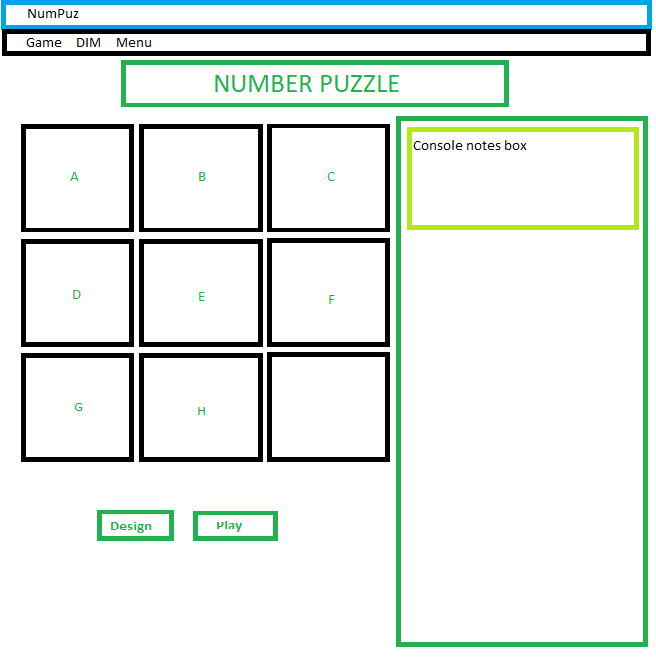 NumPuz
Game DIM Menu
NUMBER PUZZLE
A B C
Console notes box
D E F
G H
Design Play